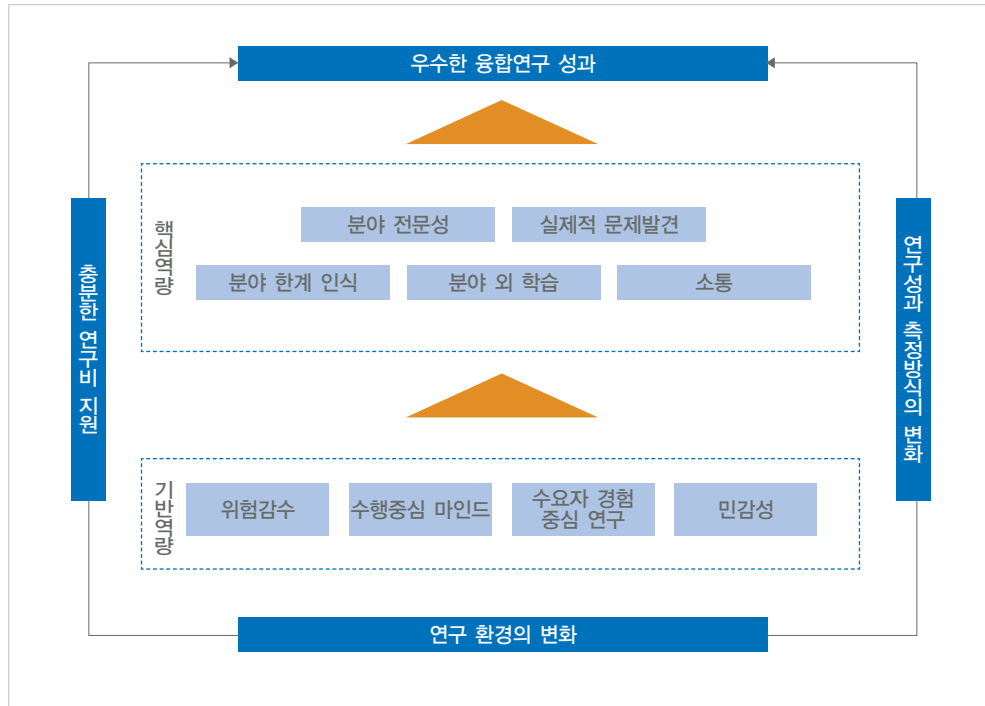 우수한 융합연구 성과
핵심역량
분야 전문성
실제적 문제발견
분야 한계 인식
분야 외 학습
소통
충분한 연구비 지원
연구성과 측정방식의 변화
기반역량
위험감수
수행중심 마인드
수요자 경험
중심 연구
민감성
연구 환경의 변화